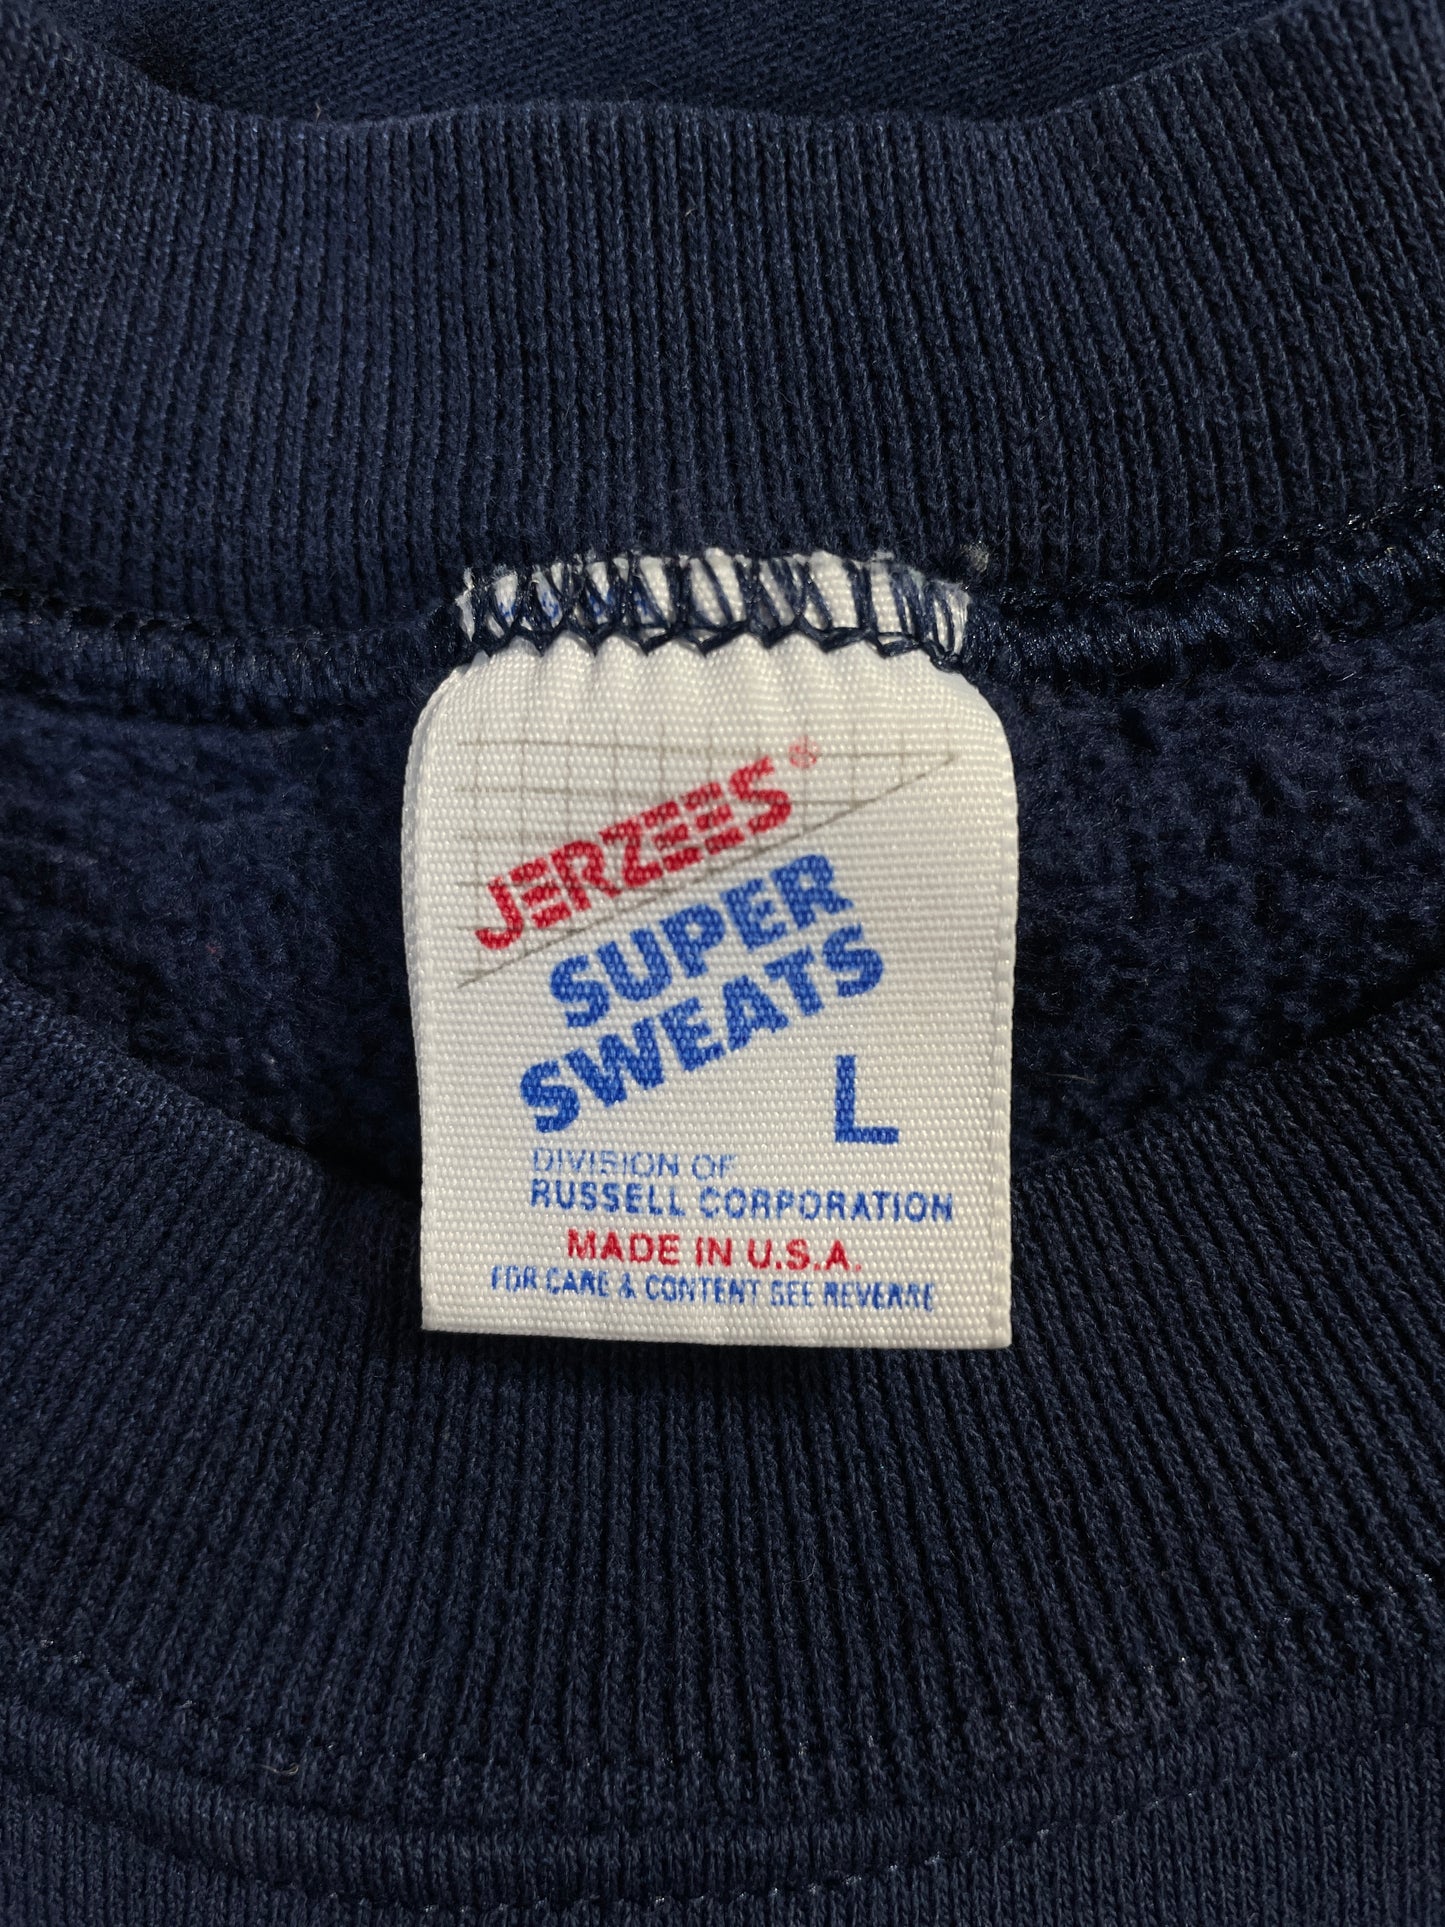 JERZEES®
SUPER
SWEATS
L
DIVISION OF
RUSSELL CORPORATION
MADE IN U.S.A.
FOR CARE & CONTENT SEE REVERSE